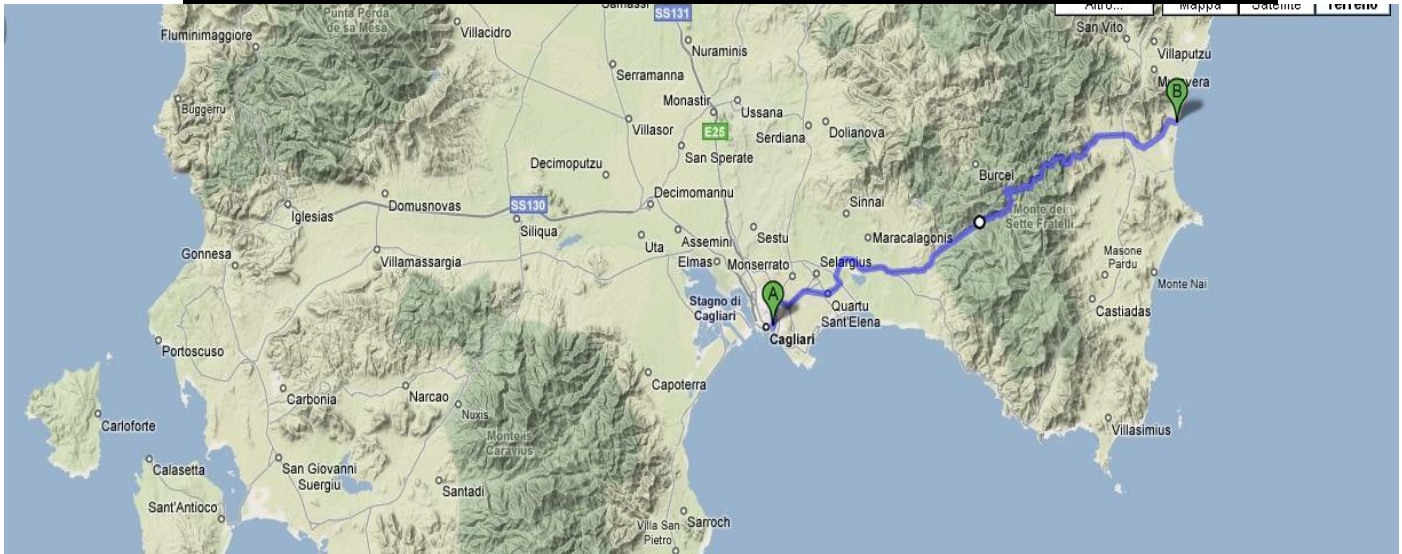 Altro...
Mappa
Satellite
Terreno
Punta Perda
de sa Mesa
SS131
San Vito
Fluminimaggiore
Villacidro
Villaputzu
Nuraminis
Serramanna
Buggerru
Monastir
Ussana
B
Villasor
E25
Serdiana
Dolianova
San Sperate
Decimoputzu
Burcei
Decimomannu
Domusnovas
SS130
Iglesias
Sinnai
Monte dei
Sette Fratelli
Siliqua
Uta
Assemini
Sestu
Maracalagonis
Gonnesa
Villamassargia
Elmas
Monserrato
Selargius
Masone
Pardu
Monte Nai
A
Stagno di
Cagliari
Quartu
Sant'Elena
Castiadas
Cagliari
Portoscuso
Capoterra
Carbonia
Narcao
Nuxis
Carloforte
Monte is
Caravius
Villasimius
Calasetta
San Giovanni
Suergiu
Santadi
Sant'Antioco
Villa San
Pietro
Sarroch